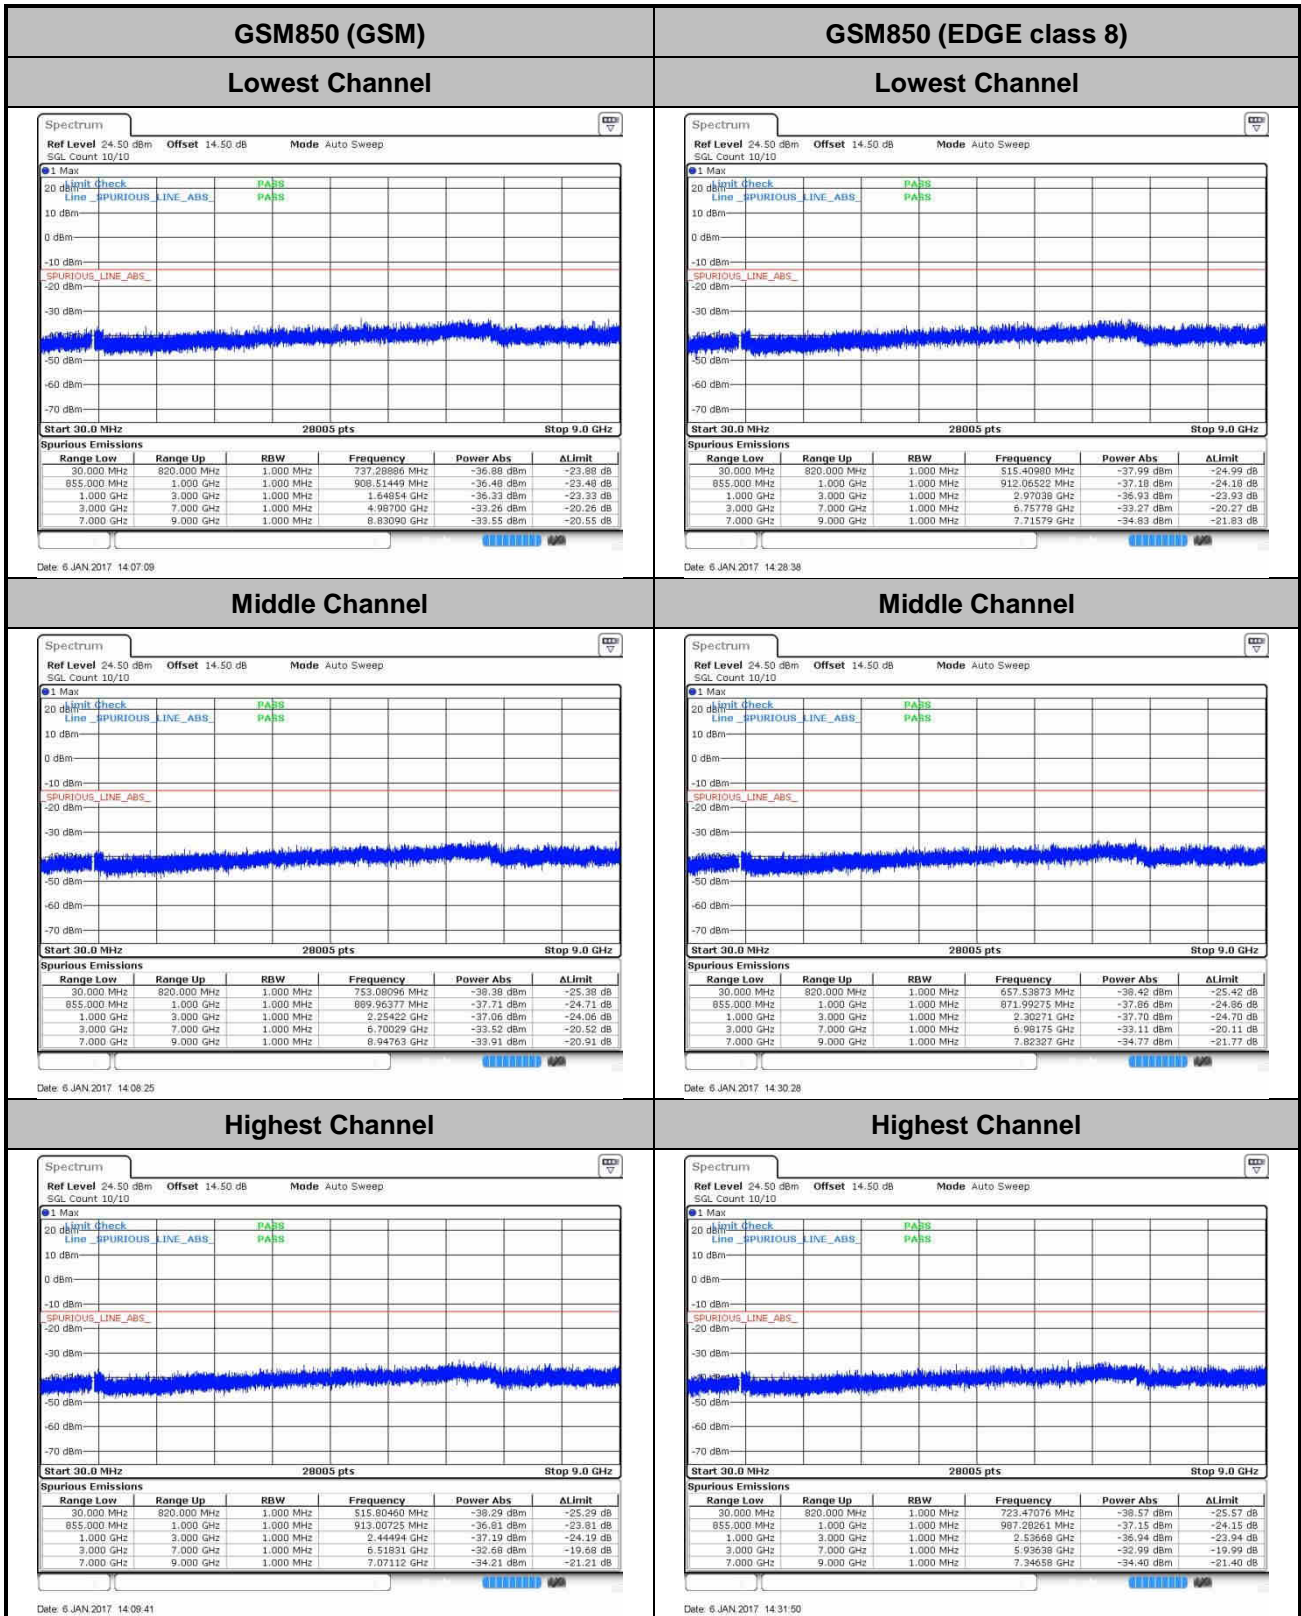 GSM850 (GSM)
GSM850 (EDGE class 8)
Lowest Channel
Lowest Channel
Spectrum
Ref Level 24.50 dBm Offset 14.50 dB Mode Auto Sweep
SGL Count 10/10
1 Max
20 dBm
Limit Check PASS
Line _SPURIOUS_LINE_ABS_ PASS
10 dBm
0 dBm
-10 dBm
_SPURIOUS_LINE_ABS_
-20 dBm
-30 dBm
-50 dBm
-60 dBm
-70 dBm
Start 30.0 MHz 28005 pts Stop 9.0 GHz
Spurious Emissions
Range Low Range Up RBW Frequency Power Abs ΔLimit
30.000 MHz 820.000 MHz 1.000 MHz 737.28886 MHz -36.88 dBm -23.88 dB
855.000 MHz 1.000 GHz 1.000 MHz 908.51449 MHz -36.48 dBm -23.48 dB
1.000 GHz 3.000 GHz 1.000 MHz 1.64854 GHz -36.33 dBm -23.33 dB
3.000 GHz 7.000 GHz 1.000 MHz 4.98700 GHz -33.26 dBm -20.26 dB
7.000 GHz 9.000 GHz 1.000 MHz 8.83090 GHz -33.55 dBm -20.55 dB
Date: 6.JAN.2017 14:07:09
Spectrum
Ref Level 24.50 dBm Offset 14.50 dB Mode Auto Sweep
SGL Count 10/10
1 Max
20 dBm
Limit Check PASS
Line _SPURIOUS_LINE_ABS_ PASS
10 dBm
0 dBm
-10 dBm
_SPURIOUS_LINE_ABS_
-20 dBm
-30 dBm
-50 dBm
-60 dBm
-70 dBm
Start 30.0 MHz 28005 pts Stop 9.0 GHz
Spurious Emissions
Range Low Range Up RBW Frequency Power Abs ΔLimit
30.000 MHz 820.000 MHz 1.000 MHz 515.40980 MHz -37.99 dBm -24.99 dB
855.000 MHz 1.000 GHz 1.000 MHz 912.06522 MHz -37.18 dBm -24.18 dB
1.000 GHz 3.000 GHz 1.000 MHz 2.97038 GHz -36.93 dBm -23.93 dB
3.000 GHz 7.000 GHz 1.000 MHz 6.75778 GHz -33.27 dBm -20.27 dB
7.000 GHz 9.000 GHz 1.000 MHz 7.71579 GHz -34.83 dBm -21.83 dB
Date: 6.JAN.2017 14:28:38
Middle Channel
Middle Channel
Spectrum
Ref Level 24.50 dBm Offset 14.50 dB Mode Auto Sweep
SGL Count 10/10
1 Max
20 dBm
Limit Check PASS
Line _SPURIOUS_LINE_ABS_ PASS
10 dBm
0 dBm
-10 dBm
_SPURIOUS_LINE_ABS_
-20 dBm
-30 dBm
-50 dBm
-60 dBm
-70 dBm
Start 30.0 MHz 28005 pts Stop 9.0 GHz
Spurious Emissions
Range Low Range Up RBW Frequency Power Abs ΔLimit
30.000 MHz 820.000 MHz 1.000 MHz 753.08096 MHz -38.38 dBm -25.38 dB
855.000 MHz 1.000 GHz 1.000 MHz 889.96377 MHz -37.71 dBm -24.71 dB
1.000 GHz 3.000 GHz 1.000 MHz 2.25422 GHz -37.06 dBm -24.06 dB
3.000 GHz 7.000 GHz 1.000 MHz 6.70029 GHz -33.52 dBm -20.52 dB
7.000 GHz 9.000 GHz 1.000 MHz 8.94763 GHz -33.91 dBm -20.91 dB
Date: 6.JAN.2017 14:08:25
Spectrum
Ref Level 24.50 dBm Offset 14.50 dB Mode Auto Sweep
SGL Count 10/10
1 Max
20 dBm
Limit Check PASS
Line _SPURIOUS_LINE_ABS_ PASS
10 dBm
0 dBm
-10 dBm
_SPURIOUS_LINE_ABS_
-20 dBm
-30 dBm
-50 dBm
-60 dBm
-70 dBm
Start 30.0 MHz 28005 pts Stop 9.0 GHz
Spurious Emissions
Range Low Range Up RBW Frequency Power Abs ΔLimit
30.000 MHz 820.000 MHz 1.000 MHz 657.53873 MHz -38.42 dBm -25.42 dB
855.000 MHz 1.000 GHz 1.000 MHz 871.99275 MHz -37.86 dBm -24.86 dB
1.000 GHz 3.000 GHz 1.000 MHz 2.30271 GHz -37.70 dBm -24.70 dB
3.000 GHz 7.000 GHz 1.000 MHz 6.98175 GHz -33.11 dBm -20.11 dB
7.000 GHz 9.000 GHz 1.000 MHz 7.82327 GHz -34.77 dBm -21.77 dB
Date: 6.JAN.2017 14:30:28
Highest Channel
Highest Channel
Spectrum
Ref Level 24.50 dBm Offset 14.50 dB Mode Auto Sweep
SGL Count 10/10
1 Max
20 dBm
Limit Check PASS
Line _SPURIOUS_LINE_ABS_ PASS
10 dBm
0 dBm
-10 dBm
_SPURIOUS_LINE_ABS_
-20 dBm
-30 dBm
-50 dBm
-60 dBm
-70 dBm
Start 30.0 MHz 28005 pts Stop 9.0 GHz
Spurious Emissions
Range Low Range Up RBW Frequency Power Abs ΔLimit
30.000 MHz 820.000 MHz 1.000 MHz 515.80460 MHz -38.29 dBm -25.29 dB
855.000 MHz 1.000 GHz 1.000 MHz 913.00725 MHz -36.81 dBm -23.81 dB
1.000 GHz 3.000 GHz 1.000 MHz 2.44494 GHz -37.19 dBm -24.19 dB
3.000 GHz 7.000 GHz 1.000 MHz 6.51831 GHz -32.68 dBm -19.68 dB
7.000 GHz 9.000 GHz 1.000 MHz 7.07112 GHz -34.21 dBm -21.21 dB
Date: 6.JAN.2017 14:09:41
Spectrum
Ref Level 24.50 dBm Offset 14.50 dB Mode Auto Sweep
SGL Count 10/10
1 Max
20 dBm
Limit Check PASS
Line _SPURIOUS_LINE_ABS_ PASS
10 dBm
0 dBm
-10 dBm
_SPURIOUS_LINE_ABS_
-20 dBm
-30 dBm
-50 dBm
-60 dBm
-70 dBm
Start 30.0 MHz 28005 pts Stop 9.0 GHz
Spurious Emissions
Range Low Range Up RBW Frequency Power Abs ΔLimit
30.000 MHz 820.000 MHz 1.000 MHz 723.47076 MHz -38.57 dBm -25.57 dB
855.000 MHz 1.000 GHz 1.000 MHz 987.28261 MHz -37.15 dBm -24.15 dB
1.000 GHz 3.000 GHz 1.000 MHz 2.53668 GHz -36.94 dBm -23.94 dB
3.000 GHz 7.000 GHz 1.000 MHz 5.93638 GHz -32.99 dBm -19.99 dB
7.000 GHz 9.000 GHz 1.000 MHz 7.34658 GHz -34.40 dBm -21.40 dB
Date: 6.JAN.2017 14:31:50